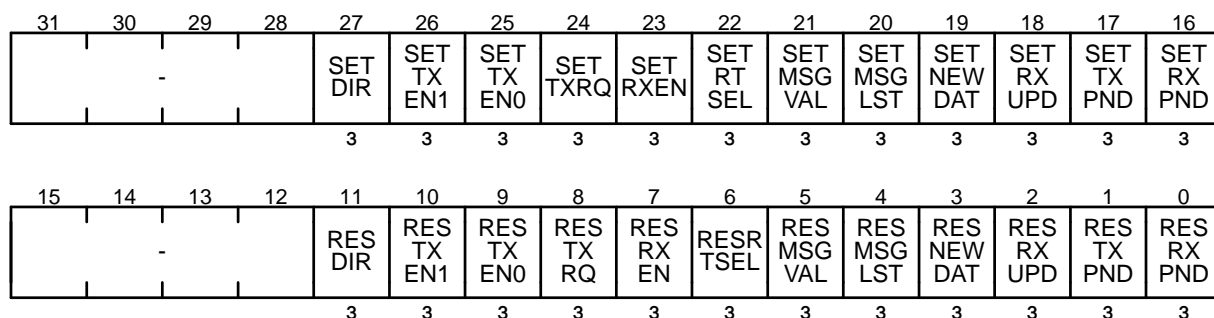 31 30 29 28 27 26 25 24 23 22 21 20 19 18 17 16
- SET DIR SET TX EN1 SET TX EN0 SET TXRQ SET RXEN SET RT SEL SET MSG VAL SET MSG LST SET NEW DAT SET RX UPD SET TX PND SET RX PND
3 3 3 3 3 3 3 3 3 3 3 3
15 14 13 12 11 10 9 8 7 6 5 4 3 2 1 0
- RES DIR RES TX EN1 RES TX EN0 RES TX RQ RES RX EN RESR TSEL RES MSG VAL RES MSG LST RES NEW DAT RES RX UPD RES TX PND RES RX PND
3 3 3 3 3 3 3 3 3 3 3 3